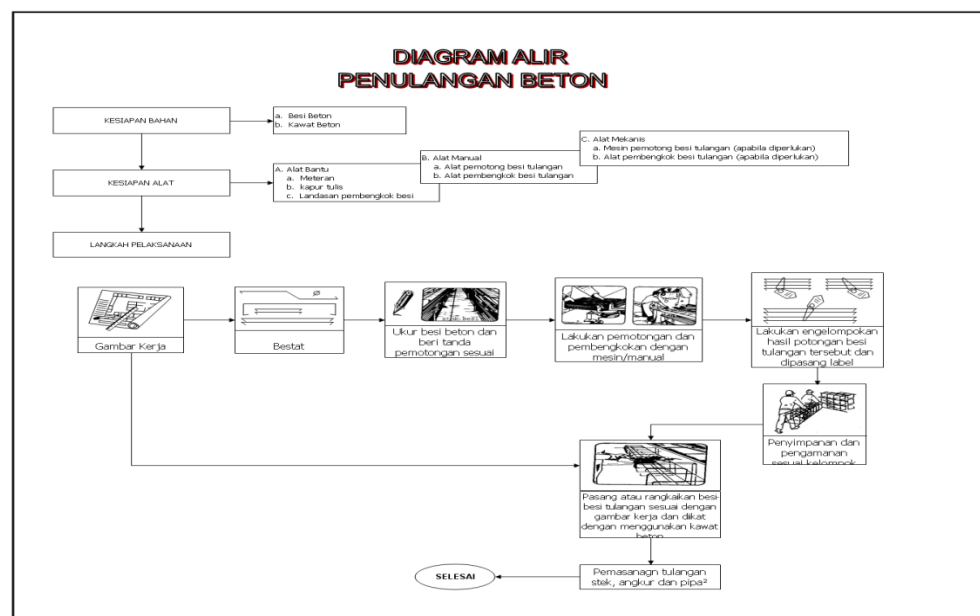 DIAGRAM ALIR
PENULANGAN BETON
KESIAPAN BAHAN
a. Besi Beton
b. Kawat Beton
KESIAPAN ALAT
A. Alat Bantu
a. Meteran
b. kapur tulis
c. Landasan pembengkok besi
B. Alat Manual
a. Alat pemotong besi tulangan
b. Alat pembengkok besi tulangan
C. Alat Mekanis
a. Mesin pemotong besi tulangan (apabila diperlukan)
b. Alat pembengkok besi tulangan (apabila diperlukan)
LANGKAH PELAKSANAAN
Gambar Kerja
Bestat
Ukur besi beton dan
beri tanda
pemotongan sesuai
Lakukan pemotongan dan
pembengkokan dengan
mesin/manual
Lakukan engelompokan
hasil potongan besi
tulangan tersebut dan
dipasang label
Penyimpanan dan
pengamanan
sesuai kelompok
Pasang atau rangkaikan besi-
besi tulangan sesuai dengan
gambar kerja dan diikat
dengan menggunakan kawat
beton
Pemasanagn tulangan
stek, angkur dan pipa²
SELESAI